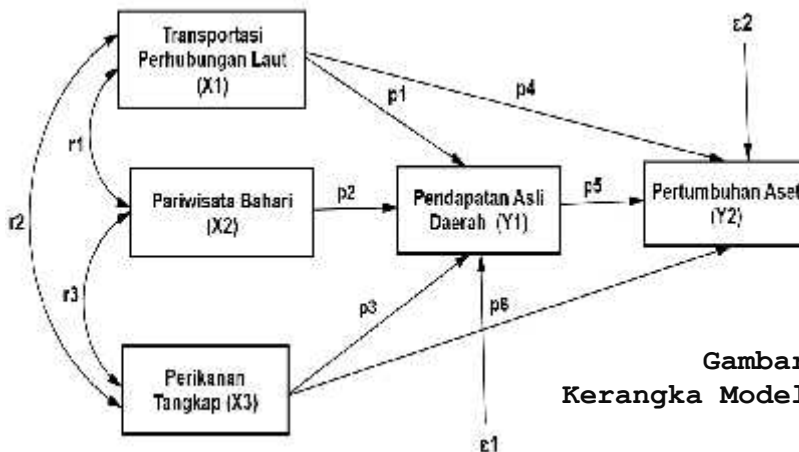 Transportasi
Perhubungan Laut
(X1)
ε2
p1
p4
r1
Pariwisata Bahari
(X2)
p2
Pendapatan Asli
Daerah (Y1)
p5
Pertumbuhan Aset
(Y2)
r2
r3
p3
p6
Perikanan
Tangkap (X3)
ε1
Gambar
Kerangka Model